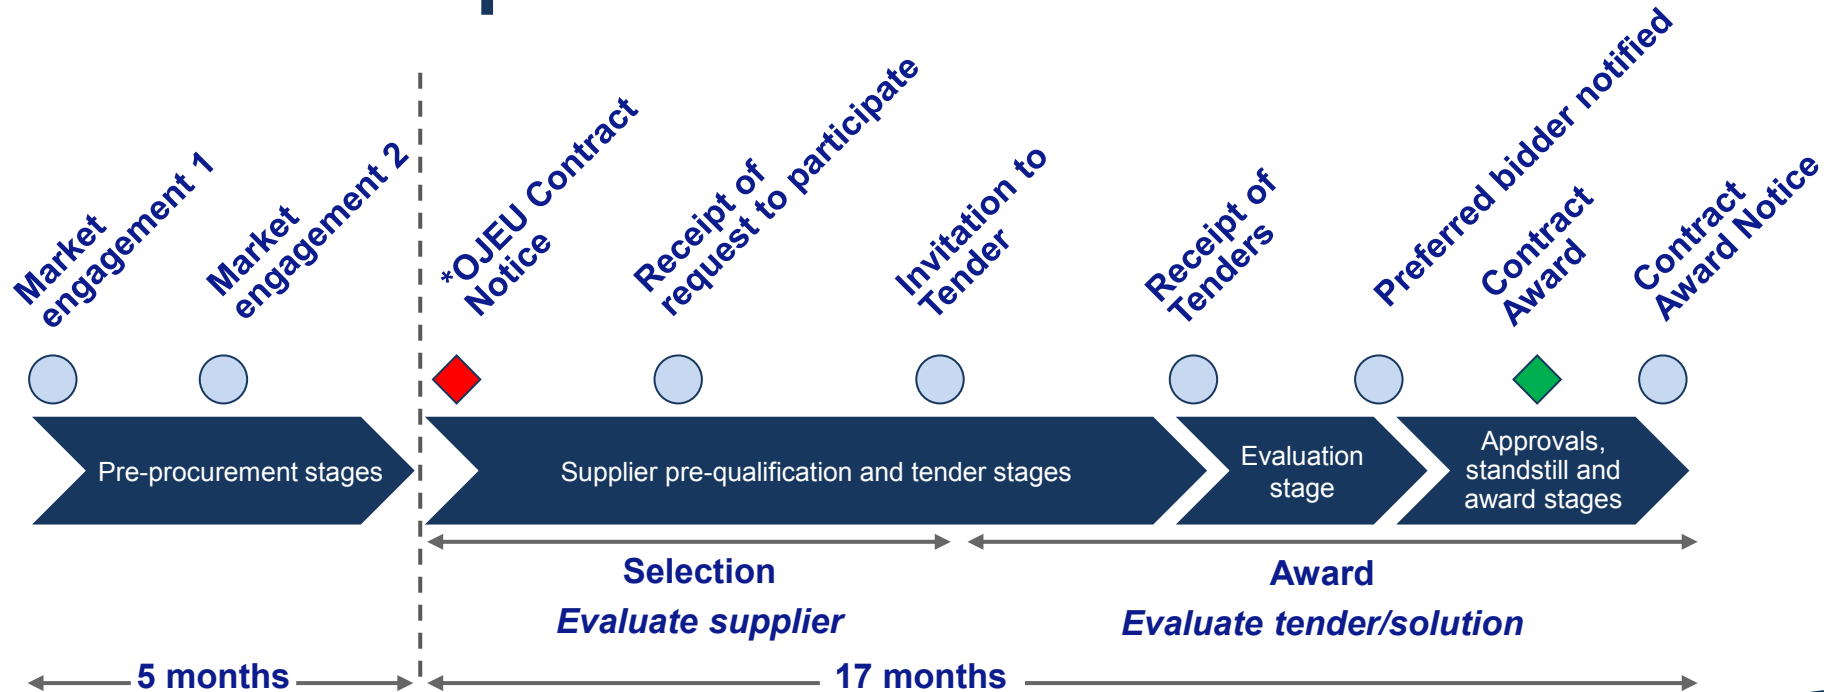 Market
engagement 1
Market
engagement 2
*OJEU Contract
Notice
Receipt of
request to participate
Invitation to
Tender
Receipt of
Tenders
Preferred bidder notified
Contract
Award
Contract
Award Notice
Pre-procurement stages
Supplier pre-qualification and tender stages
Evaluation
stage
Approvals,
standstill and
award stages
Selection
Evaluate supplier
Award
Evaluate tender/solution
5 months
17 months